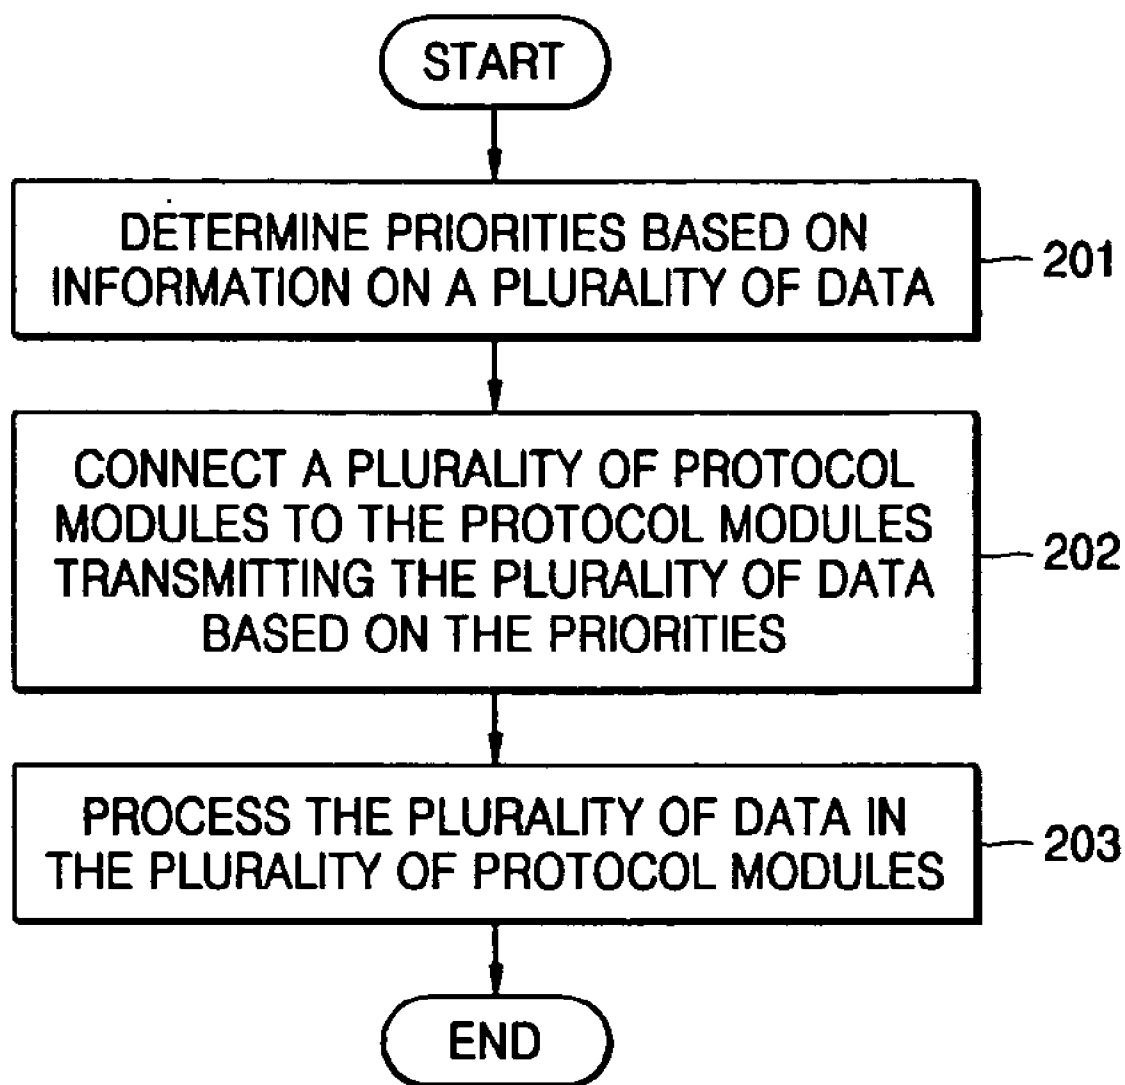 START
DETERMINE PRIORITIES BASED ON
INFORMATION ON A PLURALITY OF DATA
201
CONNECT A PLURALITY OF PROTOCOL
MODULES TO THE PROTOCOL MODULES
TRANSMITTING THE PLURALITY OF DATA
BASED ON THE PRIORITIES
202
PROCESS THE PLURALITY OF DATA IN
THE PLURALITY OF PROTOCOL MODULES
203
END